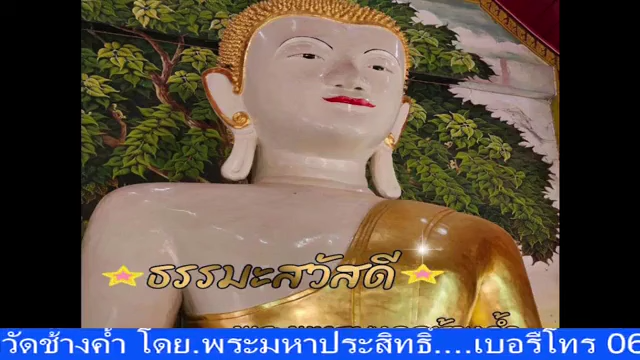 ธรรมะสวัสดี
วัดช้างค้ำ โดย.พระมหาประสิทธิ์....เบอรืโทร 06